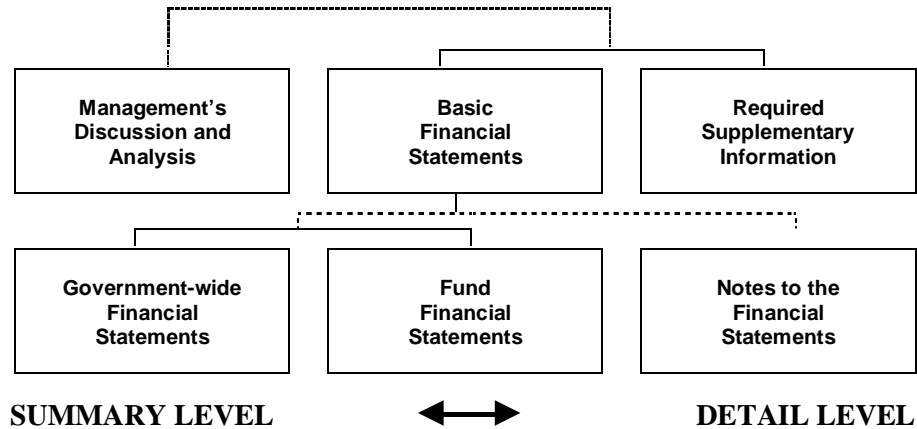 Management’s
Discussion and
Analysis
Basic
Financial
Statements
Required
Supplementary
Information
Government-wide
Financial
Statements
Fund
Financial
Statements
Notes to the
Financial
Statements
SUMMARY LEVEL
DETAIL LEVEL